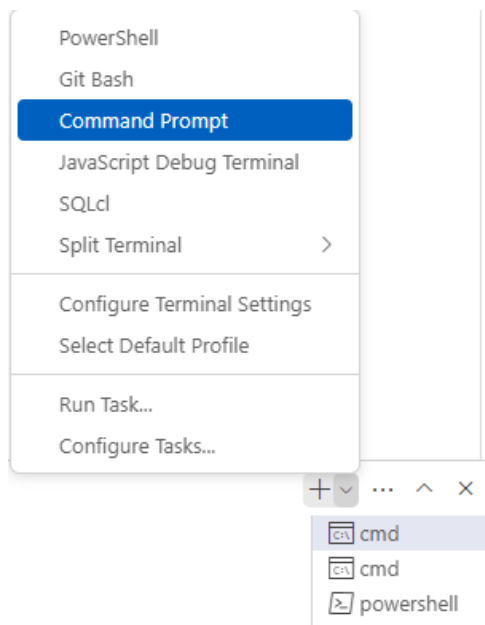 PowerShell
Git Bash
Command Prompt
JavaScript Debug Terminal
SQLcl
Split Terminal
Configure Terminal Settings
Select Default Profile
Run Task...
Configure Tasks...
cmd
cmd
powershell